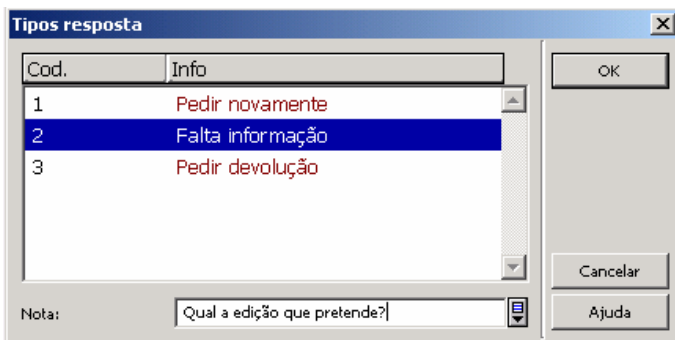 Tipos resposta
Cod. Info
OK
1 Pedir novamente
2 Falta informação
3 Pedir devolução
Cancelar
Nota: Qual a edição que pretende?
Ajuda